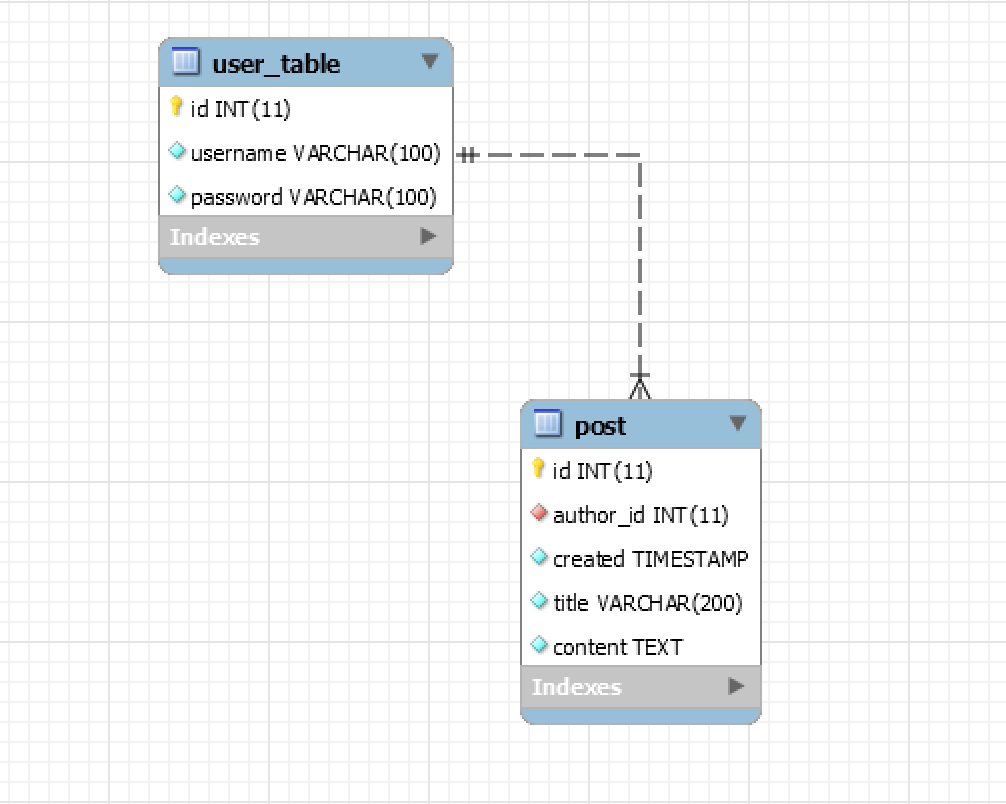 user_table
id INT(11)
username VARCHAR(100)
password VARCHAR(100)
Indexes
post
id INT(11)
author_id INT(11)
created TIMESTAMP
title VARCHAR(200)
content TEXT
Indexes